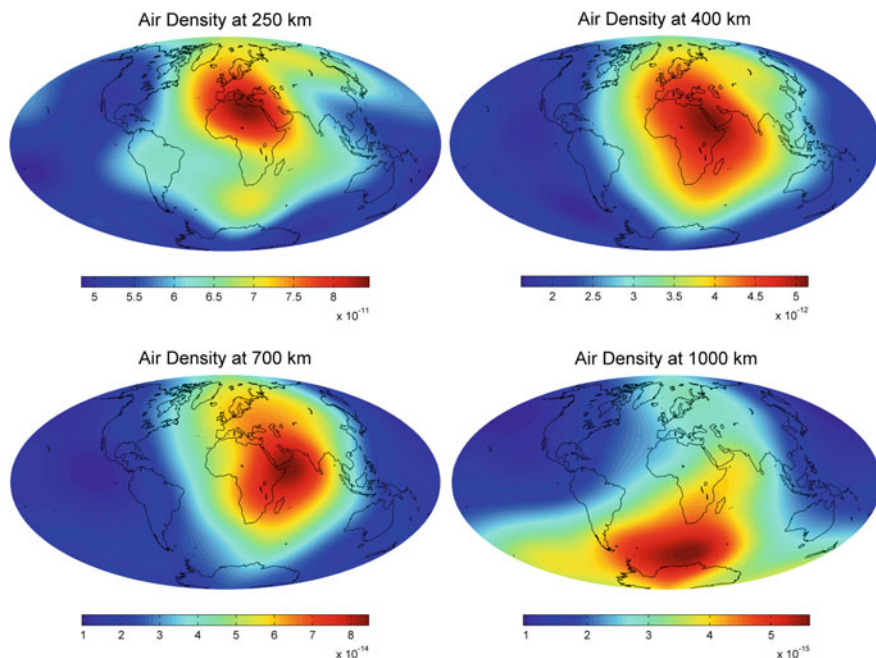 Air Density at 250 km
Air Density at 400 km
5 5.5 6 6.5 7 7.5 8
x 10-11
2 2.5 3 3.5 4 4.5 5
x 10-12
Air Density at 700 km
Air Density at 1000 km
1 2 3 4 5 6 7 8
x 10-14
1 2 3 4 5
x 10-15